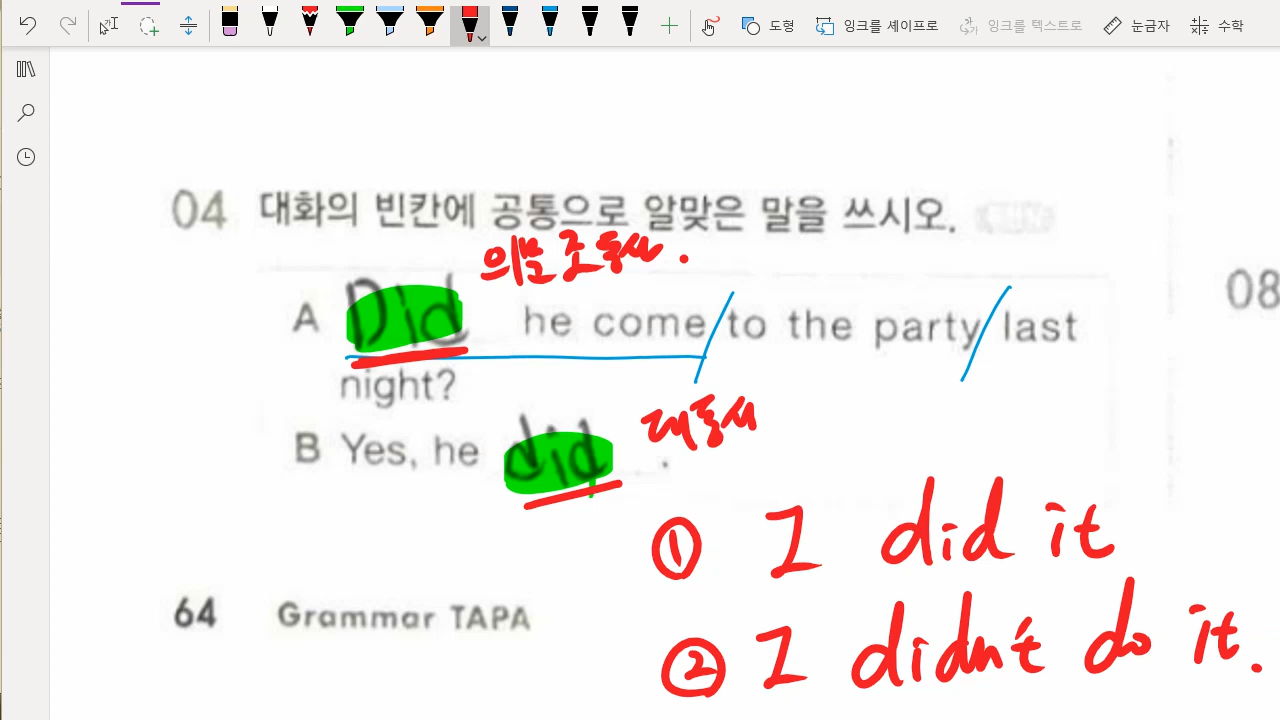 도형
잉크를 셰이프로
잉크를 텍스트로
눈금자
수학
04 대화의 빈칸에 공통으로 알맞은 말을 쓰시오.
의문 조동사.
A Did he come to the party last
night?
대동사
B Yes, he did .
① I did it
② I didn't do it.
64 Grammar TAPA
08